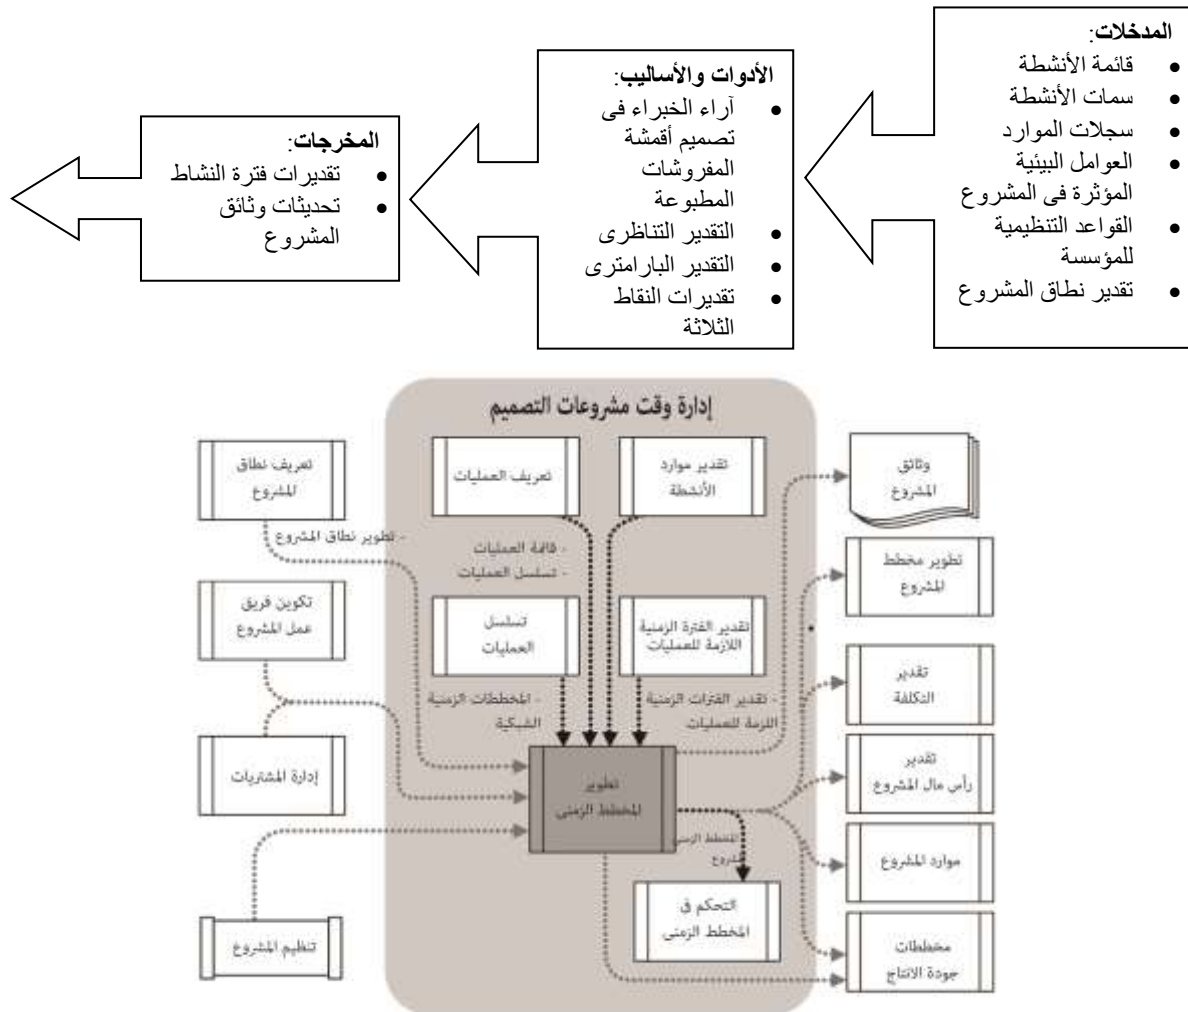 المدخلات:
• قائمة الأنشطة
• سمات الأنشطة
• سجلات الموارد
• العوامل البيئية
المؤثرة فى المشروع
• القواعد التنظيمية
للمؤسسة
• تقدير نطاق المشروع
الأدوات والأساليب:
• آراء الخبراء فى
تصميم أقمشة
المفروشات
المطبوعة
• التقدير التناظرى
• التقدير البارامترى
• تقديرات النقاط
الثلاثة
المخرجات:
• تقديرات فترة النشاط
• تحديثات وثائق
المشروع
إدارة وقت مشروعات التصميم
وثائق
المشروع
تقدير موارد
الأنشطة
تعريف العمليات
تعريف نطاق
المشروع
- تطوير نطاق المشروع
- قائمة العمليات
- تسلسل العمليات
تطوير مخطط
المشروع
تقدير الفترة الزمنية
اللازمة للعمليات
تسلسل
العمليات
تكوين فريق
عمل المشروع
تقدير
التكلفة
- تقدير الفترات الزمنية
اللزمة للعمليات
- المخططات الزمنية
الشبكية
إدارة المشتريات
تقدير
رأس مال المشروع
تطوير
المخطط الزمنى
المخطط الزمنى
موارد المشروع
التحكم فى
المخطط الزمنى
تنظيم المشروع
مخططات
جودة الانتاج